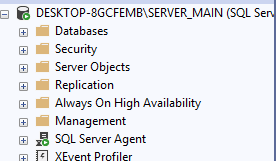 DESKTOP-8GCFEMB\SERVER_MAIN (SQL Ser
Databases
Security
Server Objects
Replication
Always On High Availability
Management
SQL Server Agent
XEvent Profiler